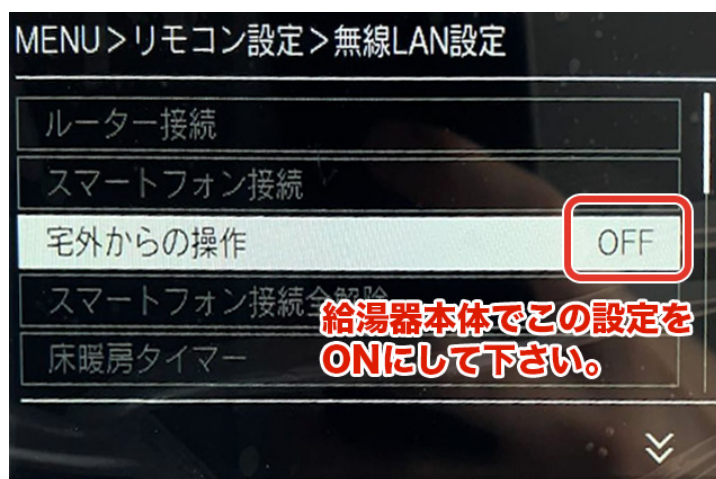 MENU>リモコン設定>無線LAN設定
ルーター接続
スマートフォン接続
宅外からの操作 OFF
スマートフォン接続全解除
床暖房タイマー
給湯器本体でこの設定を
ONにして下さい。